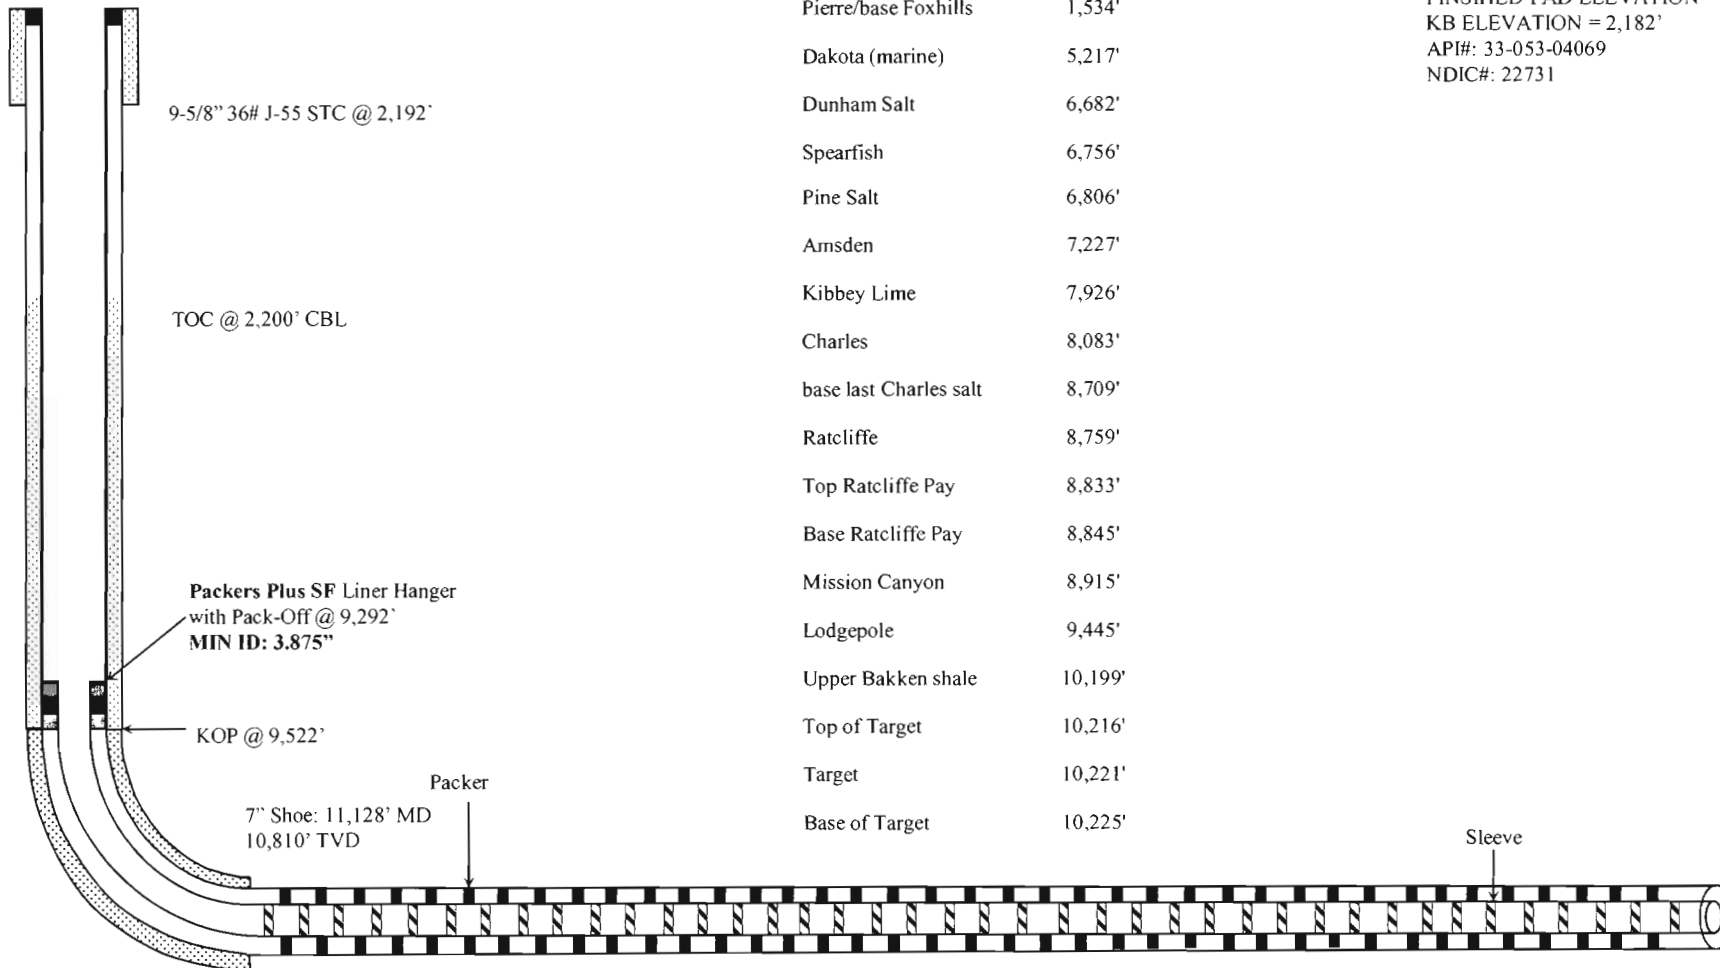 Pierre/base Foxhills 1,534'
Dakota (marine) 5,217'
Dunham Salt 6,682'
Spearfish 6,756'
Pine Salt 6,806'
Amsden 7,227'
Kibbey Lime 7,926'
Charles 8,083'
base last Charles salt 8,709'
Ratcliffe 8,759'
Top Ratcliffe Pay 8,833'
Base Ratcliffe Pay 8,845'
Mission Canyon 8,915'
Lodgepole 9,445'
Upper Bakken shale 10,199'
Top of Target 10,216'
Target 10,221'
Base of Target 10,225'
KB ELEVATION = 2,182'
API#: 33-053-04069
NDIC#: 22731
9-5/8" 36# J-55 STC @ 2,192'
TOC @ 2,200' CBL
Packers Plus SF Liner Hanger
with Pack-Off @ 9,292'
MIN ID: 3.875"
KOP @ 9,522'
Packer
7" Shoe: 11,128' MD
10,810' TVD
Sleeve